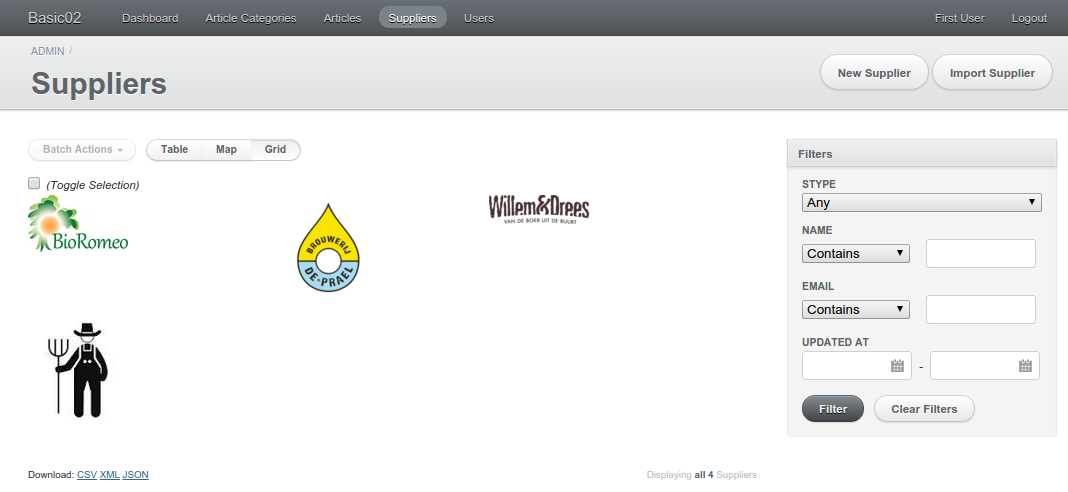 Basic02 Dashboard Article Categories Articles Suppliers Users First User Logout
ADMIN /
Suppliers
New Supplier Import Supplier
Batch Actions Table Map Grid
(Toggle Selection)
BioRomeo
BROUWERIJ
DE PRAEL
Willem&Drees
VAN DE BOER UIT DE BUURT
Filters
STYPE
Any
NAME
Contains
EMAIL
Contains
UPDATED AT
-
Filter Clear Filters
Download: CSV XML JSON
Displaying all 4 Suppliers